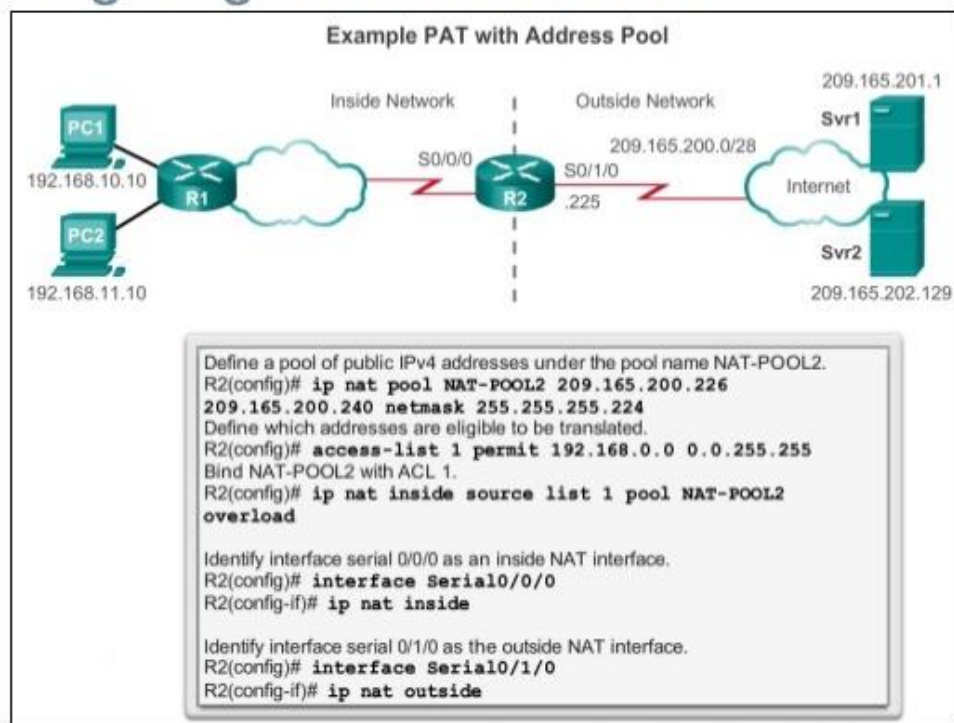 Example PAT with Address Pool
209.165.201.1
Inside Network
Outside Network
Svr1
PC1
209.165.200.0/28
S0/0/0
S0/1/0
192.168.10.10
R1
R2
Internet
.225
PC2
Svr2
192.168.11.10
209.165.202.129
Define a pool of public IPv4 addresses under the pool name NAT-POOL2.
R2(config)# ip nat pool NAT-POOL2 209.165.200.226
209.165.200.240 netmask 255.255.255.224
Define which addresses are eligible to be translated.
R2(config)# access-list 1 permit 192.168.0.0 0.0.255.255
Bind NAT-POOL2 with ACL 1.
R2(config)# ip nat inside source list 1 pool NAT-POOL2
overload
Identify interface serial 0/0/0 as an inside NAT interface.
R2(config)# interface Serial0/0/0
R2(config-if)# ip nat inside
Identify interface serial 0/1/0 as the outside NAT interface.
R2(config)# interface Serial0/1/0
R2(config-if)# ip nat outside